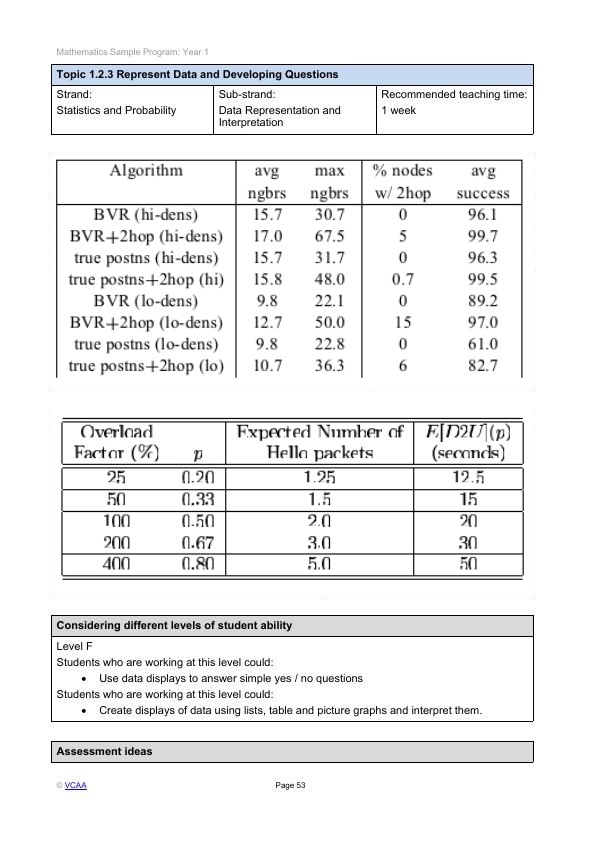 Mathematics Sample Program: Year 1
Topic 1.2.3 Represent Data and Developing Questions
Strand: Sub-strand: Recommended teaching time:
Statistics and Probability Data Representation and 1 week
Interpretation
Algorithm avg max % nodes avg
ngbrs ngbrs w/ 2hop success
BVR (hi-dens) 15.7 30.7 0 96.1
BVR+2hop (hi-dens) 17.0 67.5 5 99.7
true postns (hi-dens) 15.7 31.7 0 96.3
true postns+2hop (hi) 15.8 48.0 0.7 99.5
BVR (lo-dens) 9.8 22.1 0 89.2
BVR+2hop (lo-dens) 12.7 50.0 15 97.0
true postns (lo-dens) 9.8 22.8 0 61.0
true postns+2hop (lo) 10.7 36.3 6 82.7
Overload Expected Number of E[D2U](p)
Factor (%) p Hello packets (seconds)
25 0.20 1.25 12.5
50 0.33 1.5 15
100 0.50 2.0 20
200 0.67 3.0 30
400 0.80 5.0 50
Considering different levels of student ability
Level F
Students who are working at this level could:
• Use data displays to answer simple yes / no questions
Students who are working at this level could:
• Create displays of data using lists, table and picture graphs and interpret them.
Assessment ideas
© VCAA Page 53